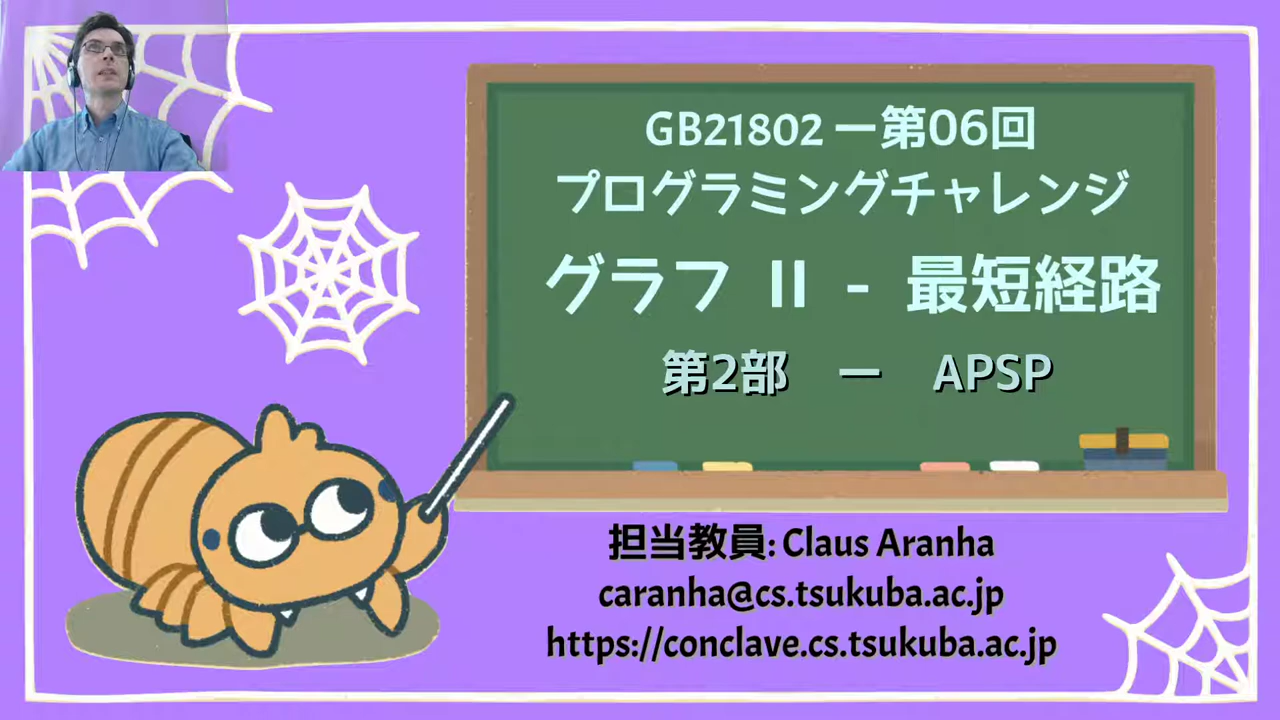 GB21802 ー第06回
プログラミングチャレンジ
グラフ II - 最短経路
第2部 ー APSP
担当教員: Claus Aranha
caranha@cs.tsukuba.ac.jp
https://conclave.cs.tsukuba.ac.jp